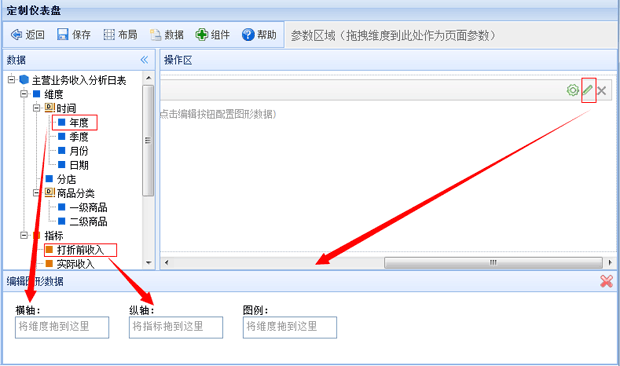 定制仪表盘
返回 保存 布局 数据 组件 帮助 参数区域（拖拽维度到此处作为页面参数）
数据
操作区
主营业务收入分析日表
维度
时间
年度
季度
月份
日期
分店
商品分类
一级商品
二级商品
指标
打折前收入
实际收入
点击编辑按钮配置图形数据)
编辑图形数据
横轴: 纵轴: 图例:
将维度拖到这里 将指标拖到这里 将维度拖到这里